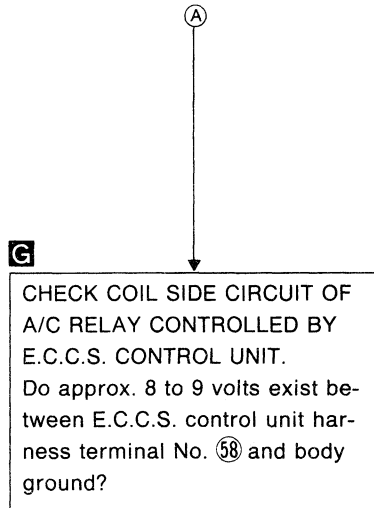 A
G
CHECK COIL SIDE CIRCUIT OF
A/C RELAY CONTROLLED BY
E.C.C.S. CONTROL UNIT.
Do approx. 8 to 9 volts exist be-
tween E.C.C.S. control unit har-
ness terminal No. 58 and body
ground?